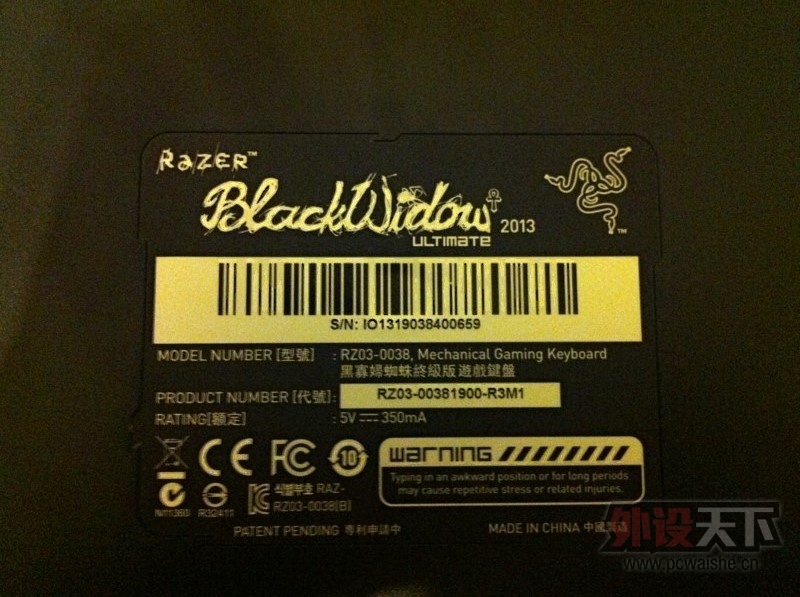 RAZER™
BlackWidow
ULTIMATE 2013
™
S/N: IO1319038400659
MODEL NUMBER [型號] : RZ03-0038, Mechanical Gaming Keyboard
黑寡婦蜘蛛終級版遊戲鍵盤
PRODUCT NUMBER [代號]: RZ03-00381900-R3M1
RATING[額定] : 5V 350mA
CE FC 10
warning
Typing in an awkward position or for long periods
may cause repetitive stress or related injuries.
식별부호 RAZ-
RZ03-0038(B)
N11360 R32411
PATENT PENDING 專利申請中
MADE IN CHINA 中國製造
外设天下
www.pcwaishe.cn